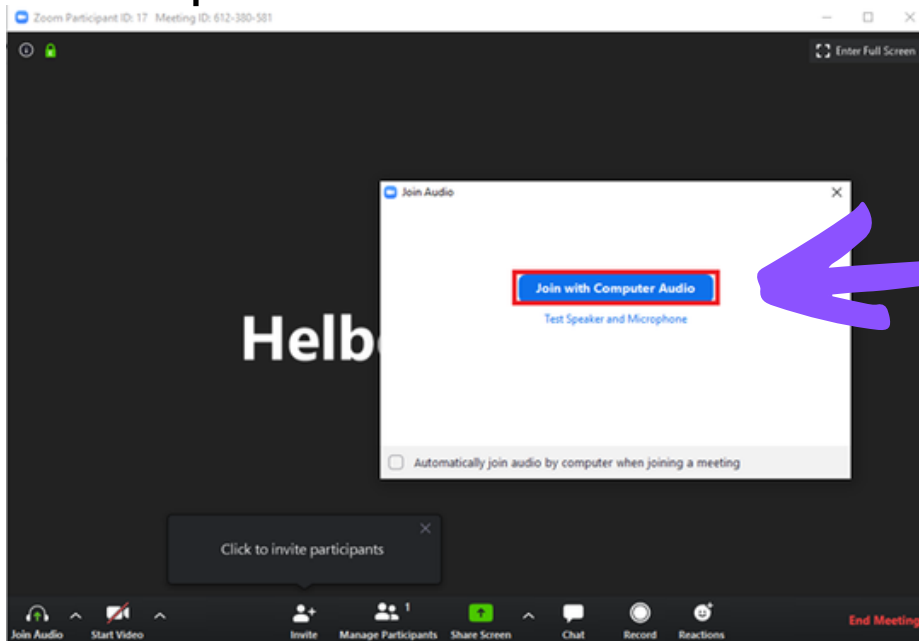 Zoom Participant ID: 17 Meeting ID: 612-380-581
Enter Full Screen
Join Audio
Join with Computer Audio
Test Speaker and Microphone
Helb
Automatically join audio by computer when joining a meeting
Click to invite participants
1
Join Audio Start Video Invite Manage Participants Share Screen Chat Record Reactions End Meeting